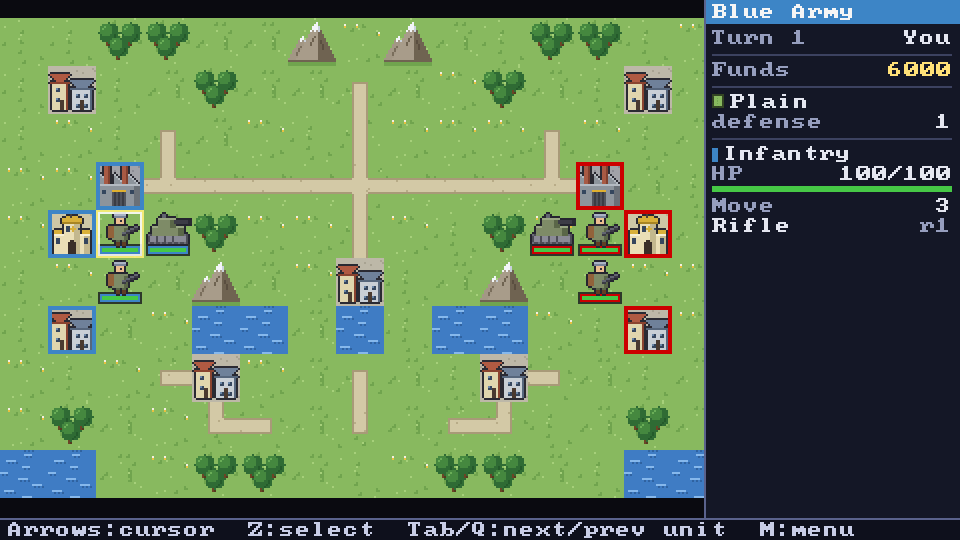 Blue Army
Turn 1 You
Funds 6000
Plain
defense 1
Infantry
HP 100/100
Move 3
Rifle r1
Arrows:cursor Z:select Tab/Q:next/prev unit M:menu